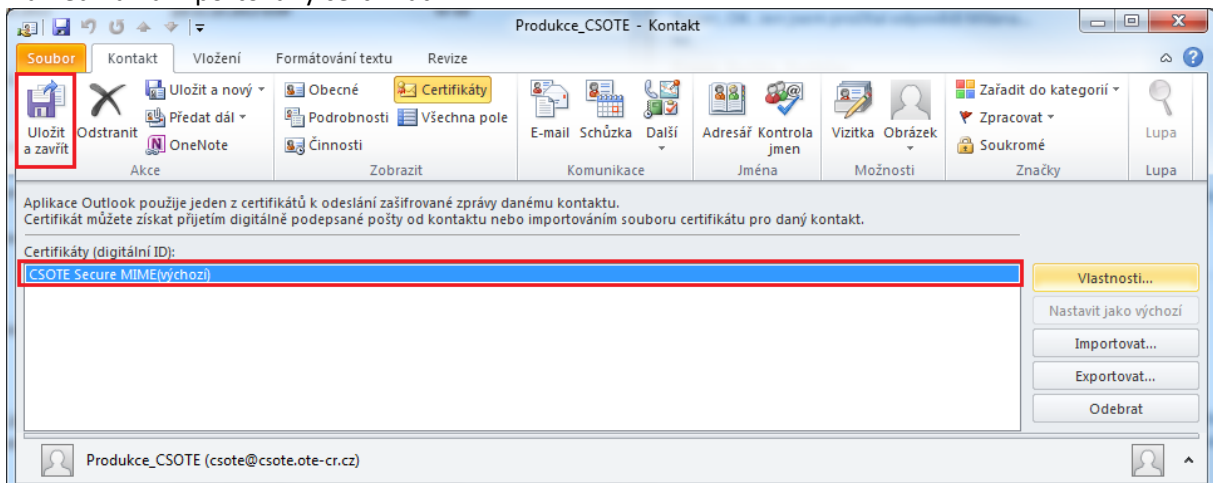 Produkce_CSOTE - Kontakt
Soubor Kontakt Vložení Formátování textu Revize
Uložit a zavřít
Odstranit
Uložit a nový
Předat dál
OneNote
Akce
Obecné
Podrobnosti
Činnosti
Certifikáty
Všechna pole
Zobrazit
E-mail
Schůzka
Další
Komunikace
Adresář
Kontrola jmen
Jména
Vizitka
Obrázek
Možnosti
Zařadit do kategorií
Zpracovat
Soukromé
Značky
Lupa
Lupa
Aplikace Outlook použije jeden z certifikátů k odeslání zašifrované zprávy danému kontaktu.
Certifikát můžete získat přijetím digitálně podepsané pošty od kontaktu nebo importováním souboru certifikátu pro daný kontakt.
Certifikáty (digitální ID):
CSOTE Secure MIME(výchozí)
Vlastnosti...
Nastavit jako výchozí
Importovat...
Exportovat...
Odebrat
Produkce_CSOTE (csote@csote.ote-cr.cz)